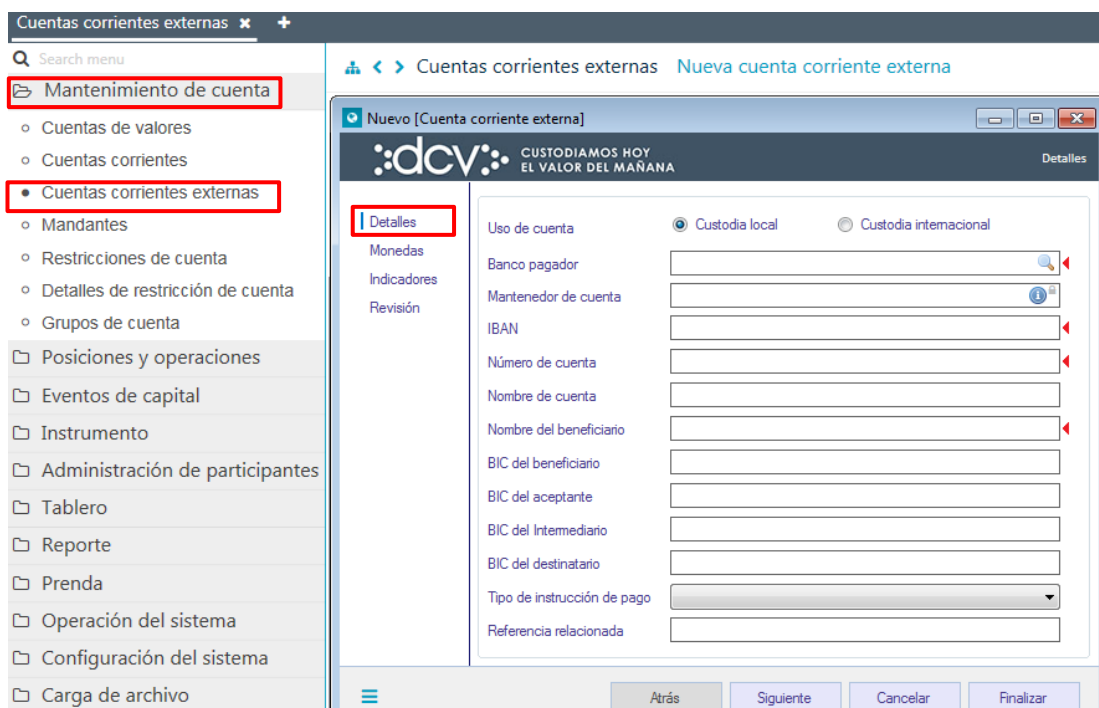 Cuentas corrientes externas ✖ +
Search menu
Mantenimiento de cuenta
Cuentas de valores
Cuentas corrientes
Cuentas corrientes externas
Mandantes
Restricciones de cuenta
Detalles de restricción de cuenta
Grupos de cuenta
Posiciones y operaciones
Eventos de capital
Instrumento
Administración de participantes
Tablero
Reporte
Prenda
Operación del sistema
Configuración del sistema
Carga de archivo
Cuentas corrientes externas Nueva cuenta corriente externa
Nuevo [Cuenta corriente externa]
dcv CUSTODIAMOS HOY
EL VALOR DEL MAÑANA
Detalles
Detalles
Monedas
Indicadores
Revisión
Uso de cuenta Custodia local Custodia internacional
Banco pagador
Mantenedor de cuenta
IBAN
Número de cuenta
Nombre de cuenta
Nombre del beneficiario
BIC del beneficiario
BIC del aceptante
BIC del Intermediario
BIC del destinatario
Tipo de instrucción de pago
Referencia relacionada
Atrás Siguiente Cancelar Finalizar